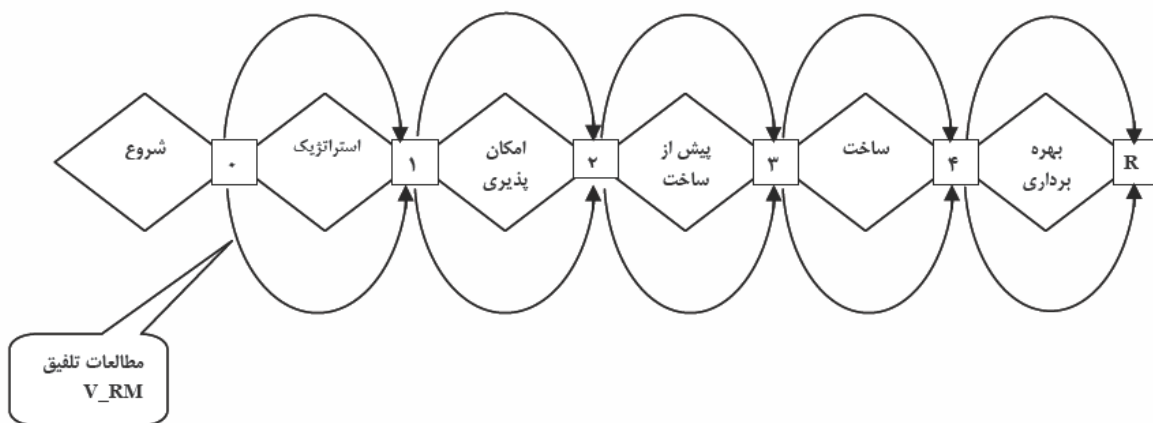 شروع
۰
استراتژیک
۱
امکان
پذیری
۲
پیش از
ساخت
۳
ساخت
۴
بهره
برداری
R
مطالعات تلفیق
V_RM